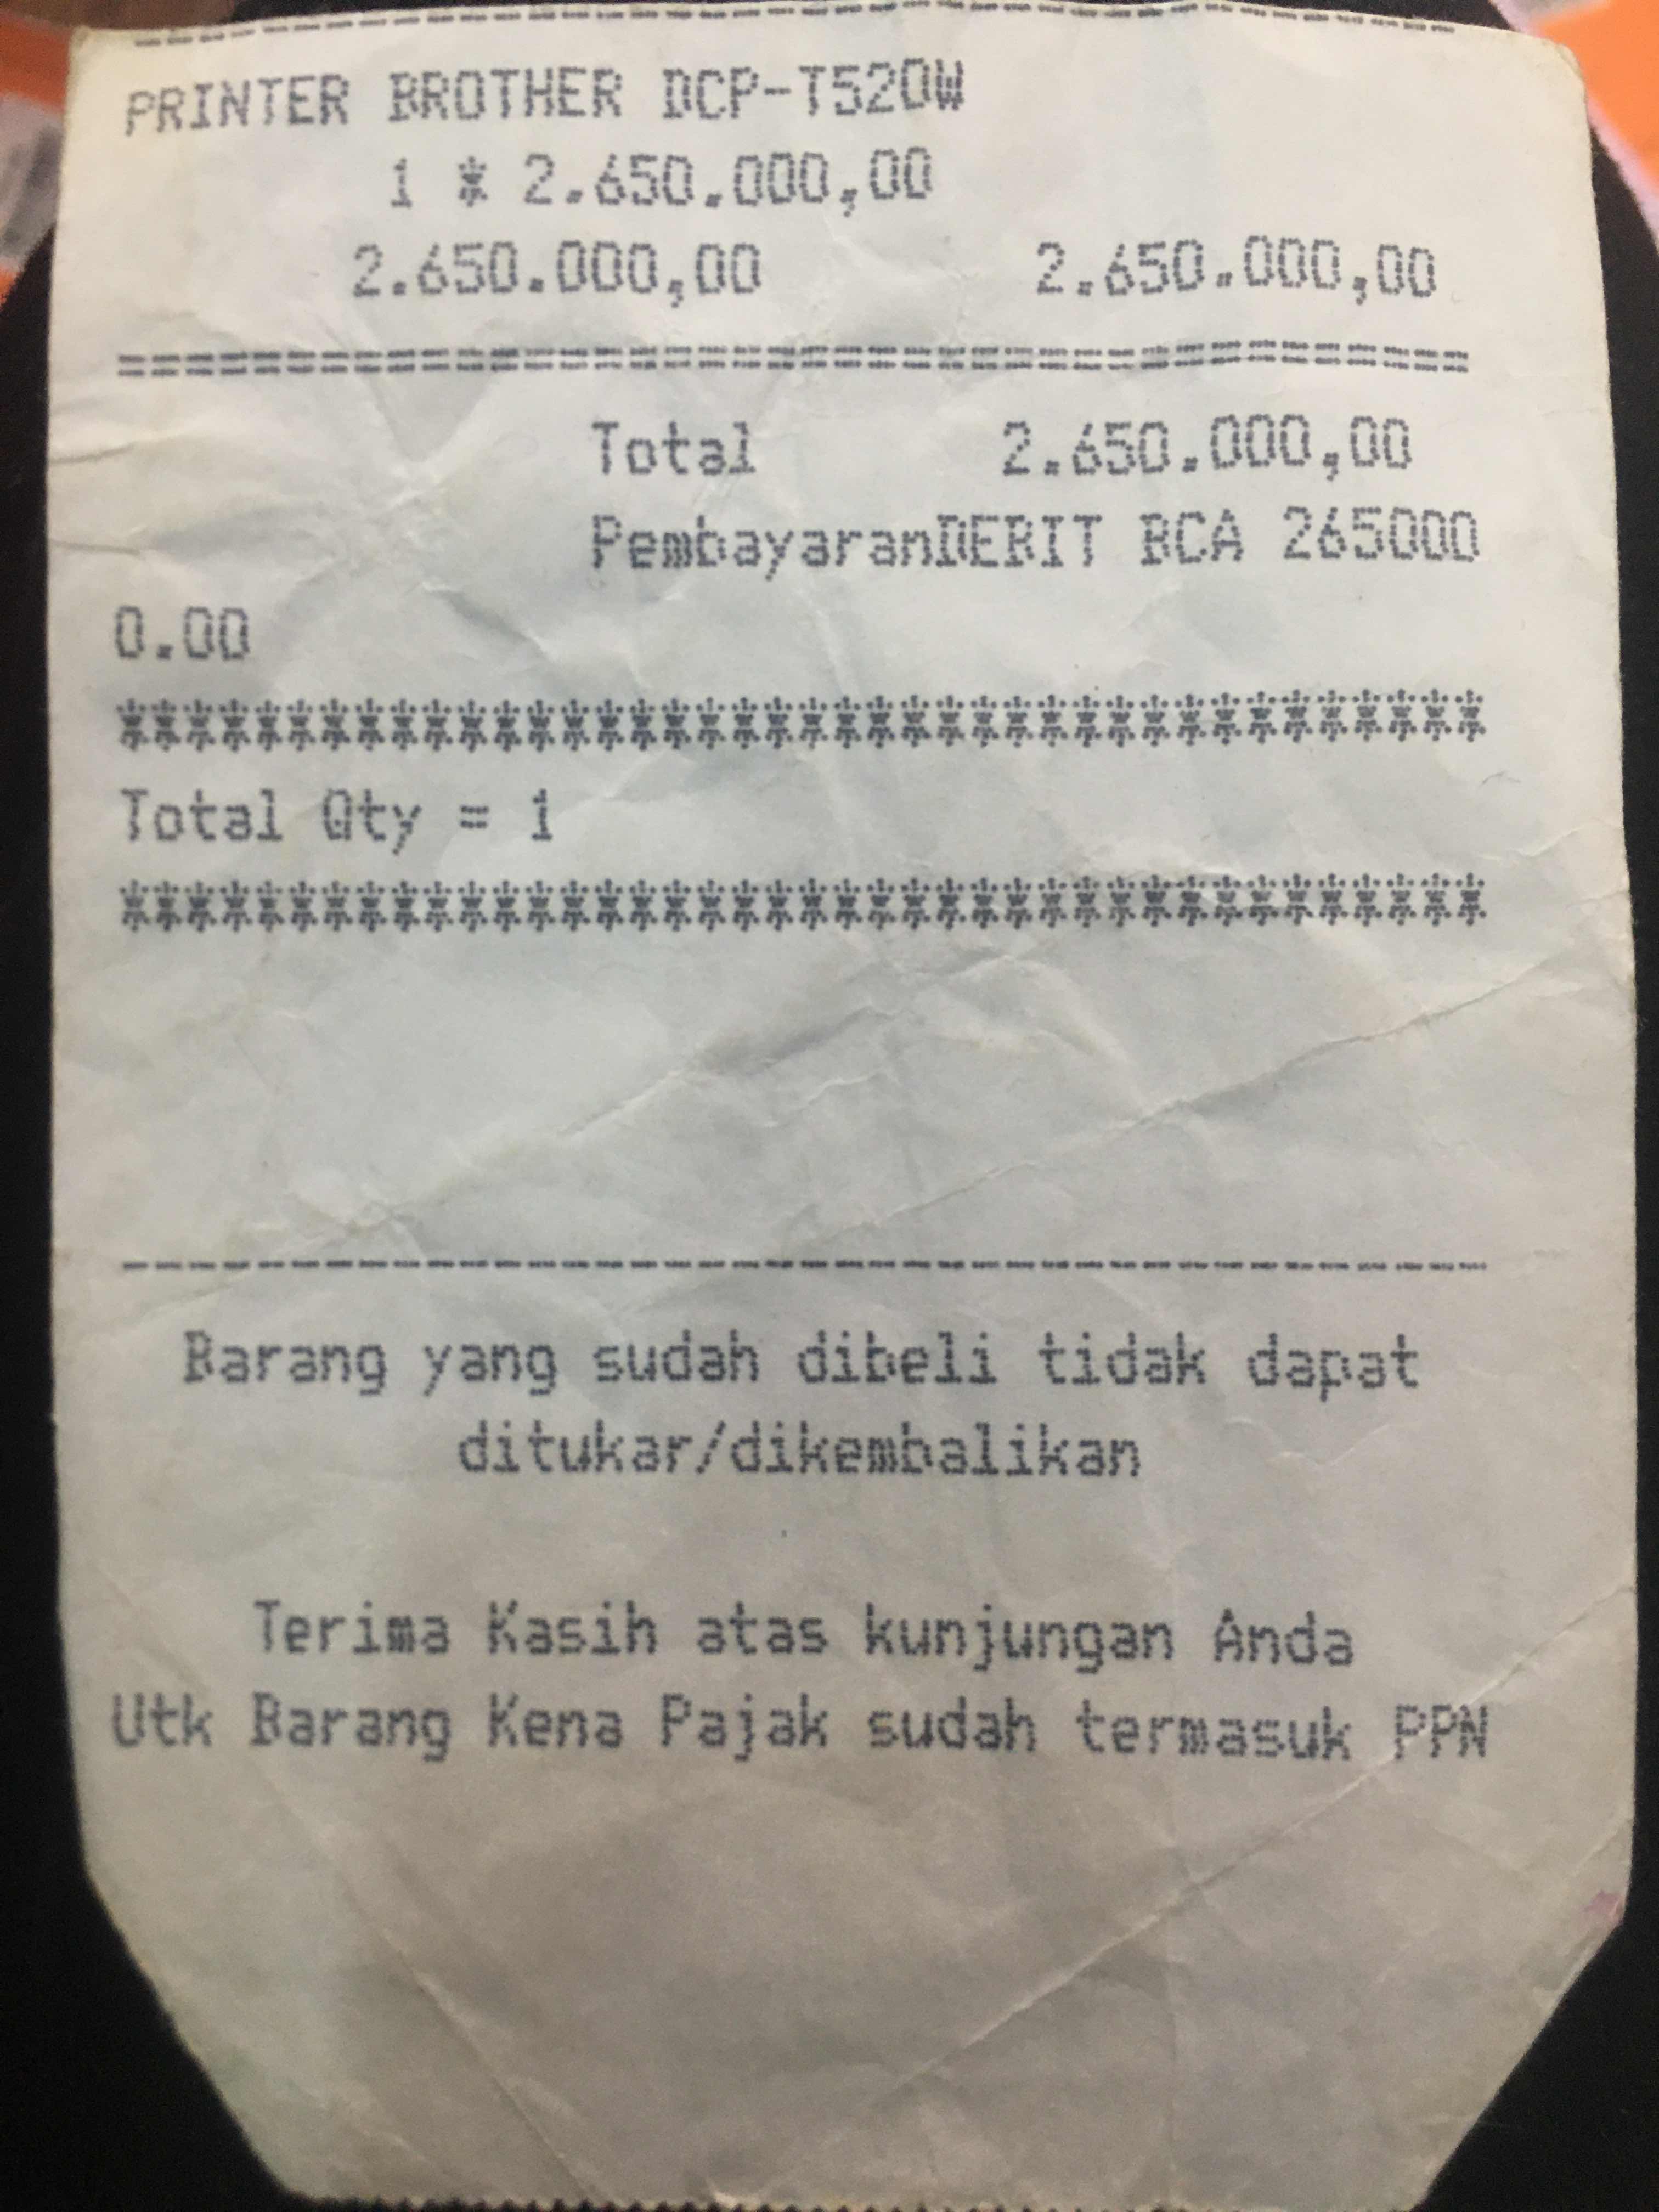 PRINTER BROTHER DCP-T520W
1 * 2.650.000,00
2.650.000,00 2.650.000,00
Total 2.650.000,00
PembayaranDEBIT BCA 265000
0.00
****************************************
Total Qty = 1
****************************************
Barang yang sudah dibeli tidak dapat
ditukar/dikembalikan
Terima Kasih atas kunjungan Anda
Utk Barang Kena Pajak sudah termasuk PPN